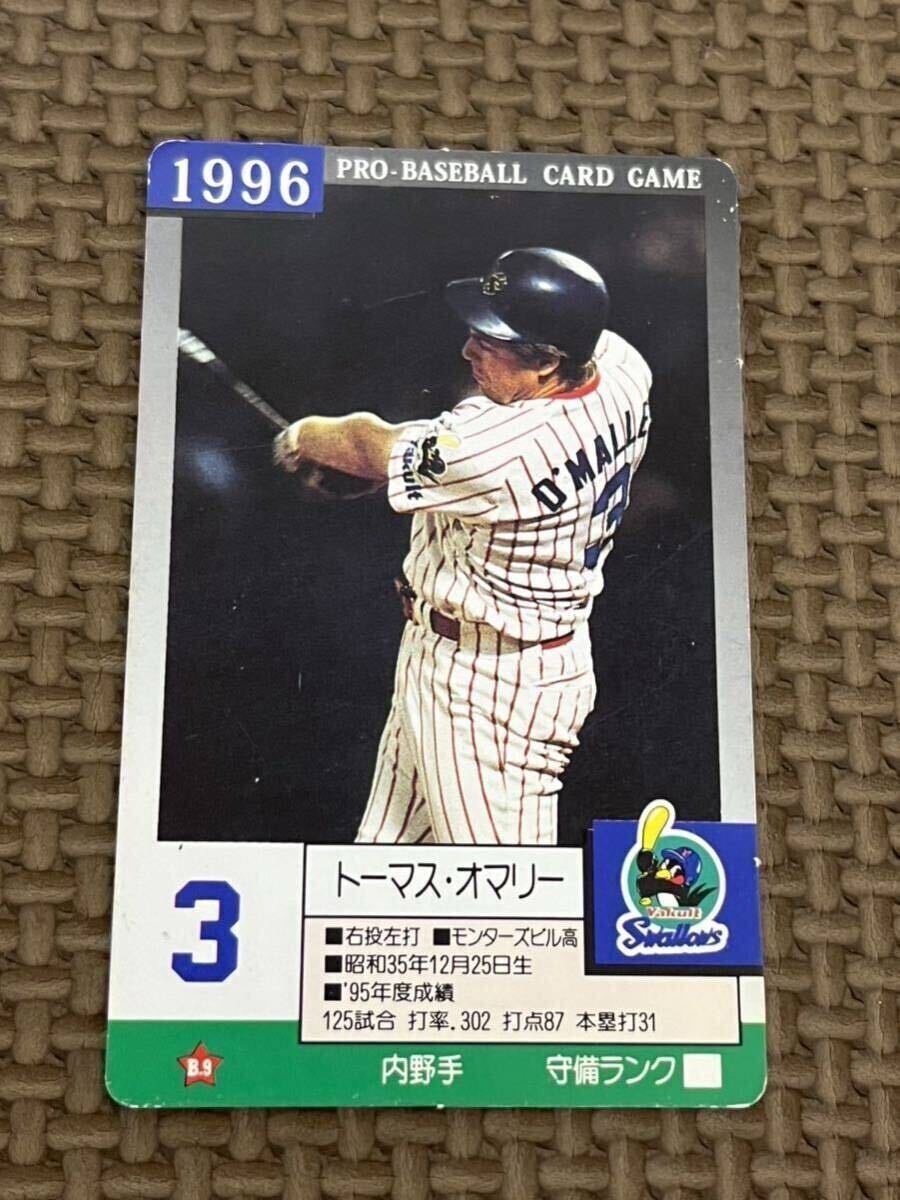 1996
PRO-BASEBALL CARD GAME
Yakult
O'MALLE
3
トーマス・オマリー
3
■右投左打 ■モンターズビル高
■昭和35年12月25日生
■'95年度成績
125試合 打率.302 打点87 本塁打31
Yakult
Swallows
B.9
内野手 守備ランク